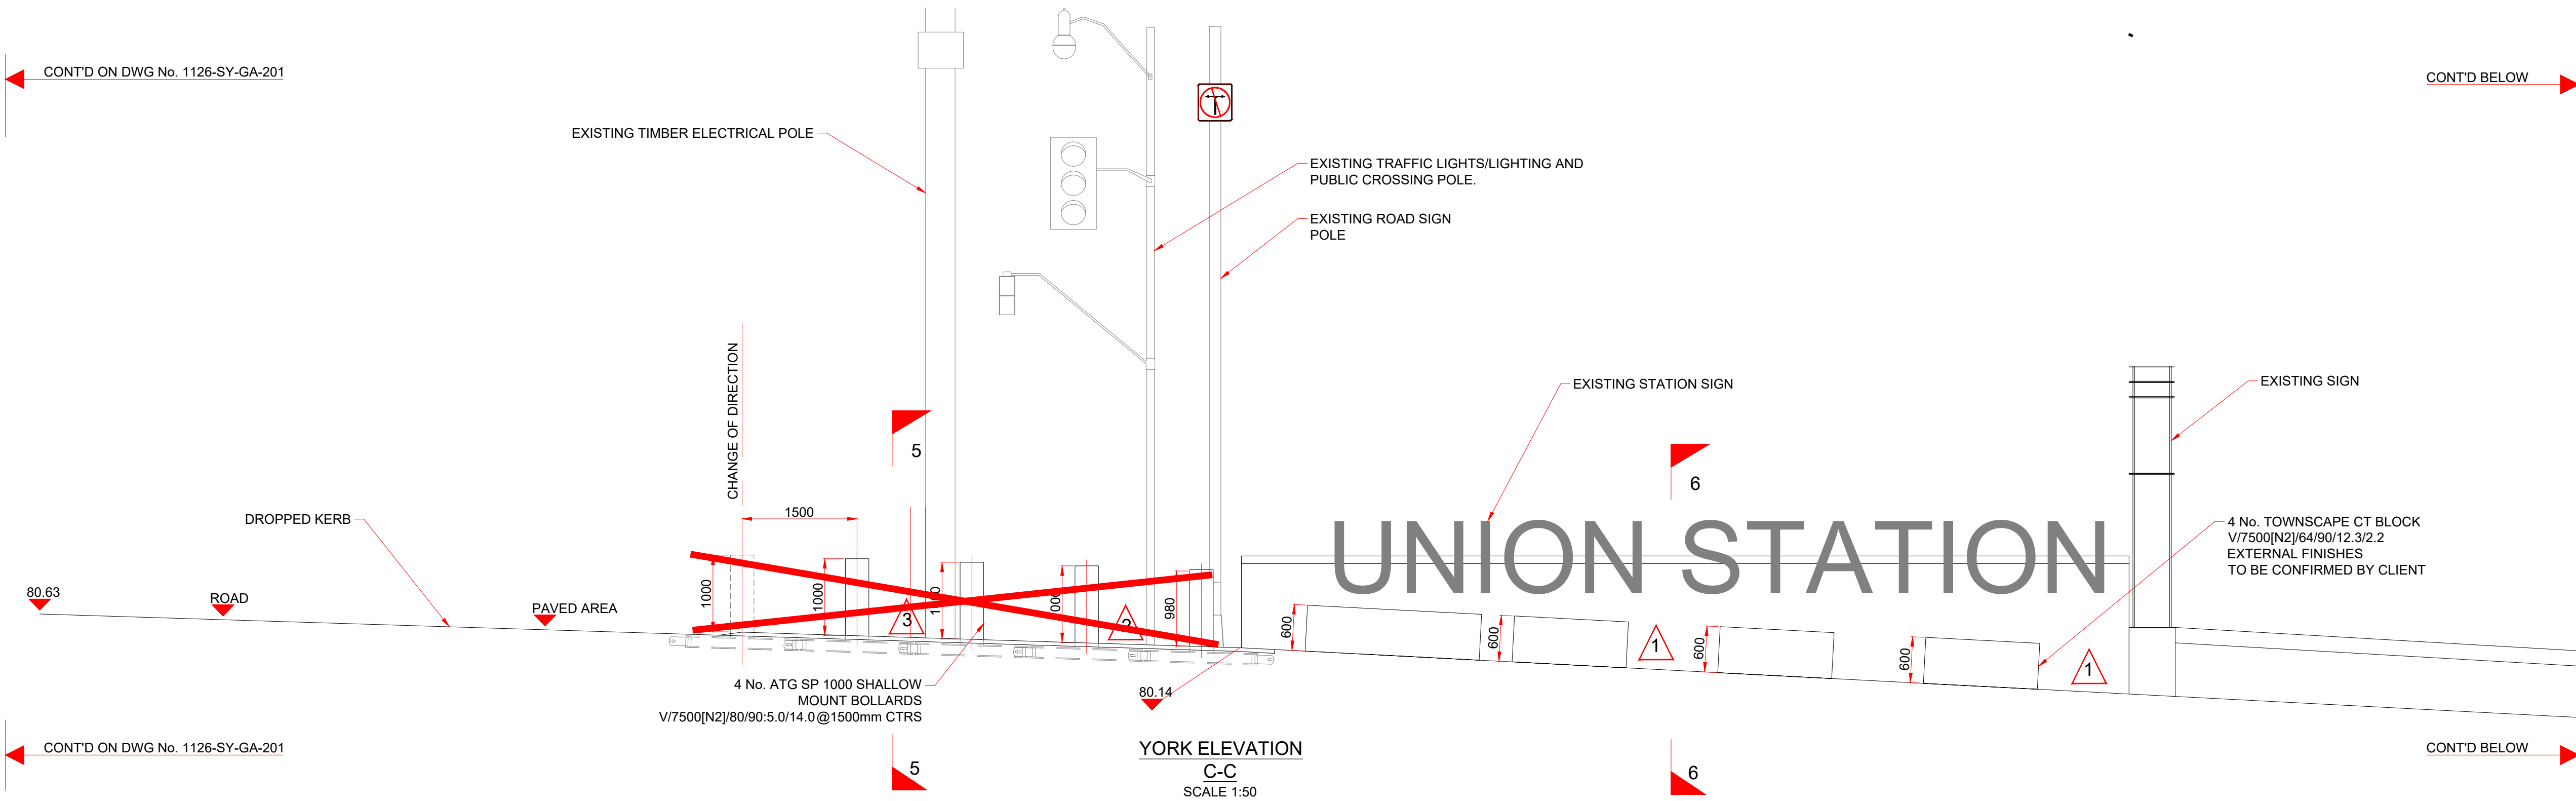 CONT'D ON DWG No. 1126-SY-GA-201
CONT'D BELOW
EXISTING TIMBER ELECTRICAL POLE
EXISTING TRAFFIC LIGHTS/LIGHTING AND
PUBLIC CROSSING POLE.
EXISTING ROAD SIGN
POLE
CHANGE OF DIRECTION
EXISTING STATION SIGN
EXISTING SIGN
5
6
DROPPED KERB
1500
UNION STATION
4 No. TOWNSCAPE CT BLOCK
V/7500[N2]/64/90/12.3/2.2
EXTERNAL FINISHES
TO BE CONFIRMED BY CLIENT
80.63
ROAD
PAVED AREA
1000
1000
3
2
980
600
600
1
600
600
1
4 No. ATG SP 1000 SHALLOW
MOUNT BOLLARDS
V/7500[N2]/80/90:5.0/14.0@1500mm CTRS
80.14
CONT'D ON DWG No. 1126-SY-GA-201
YORK ELEVATION
C-C
SCALE 1:50
5
6
CONT'D BELOW